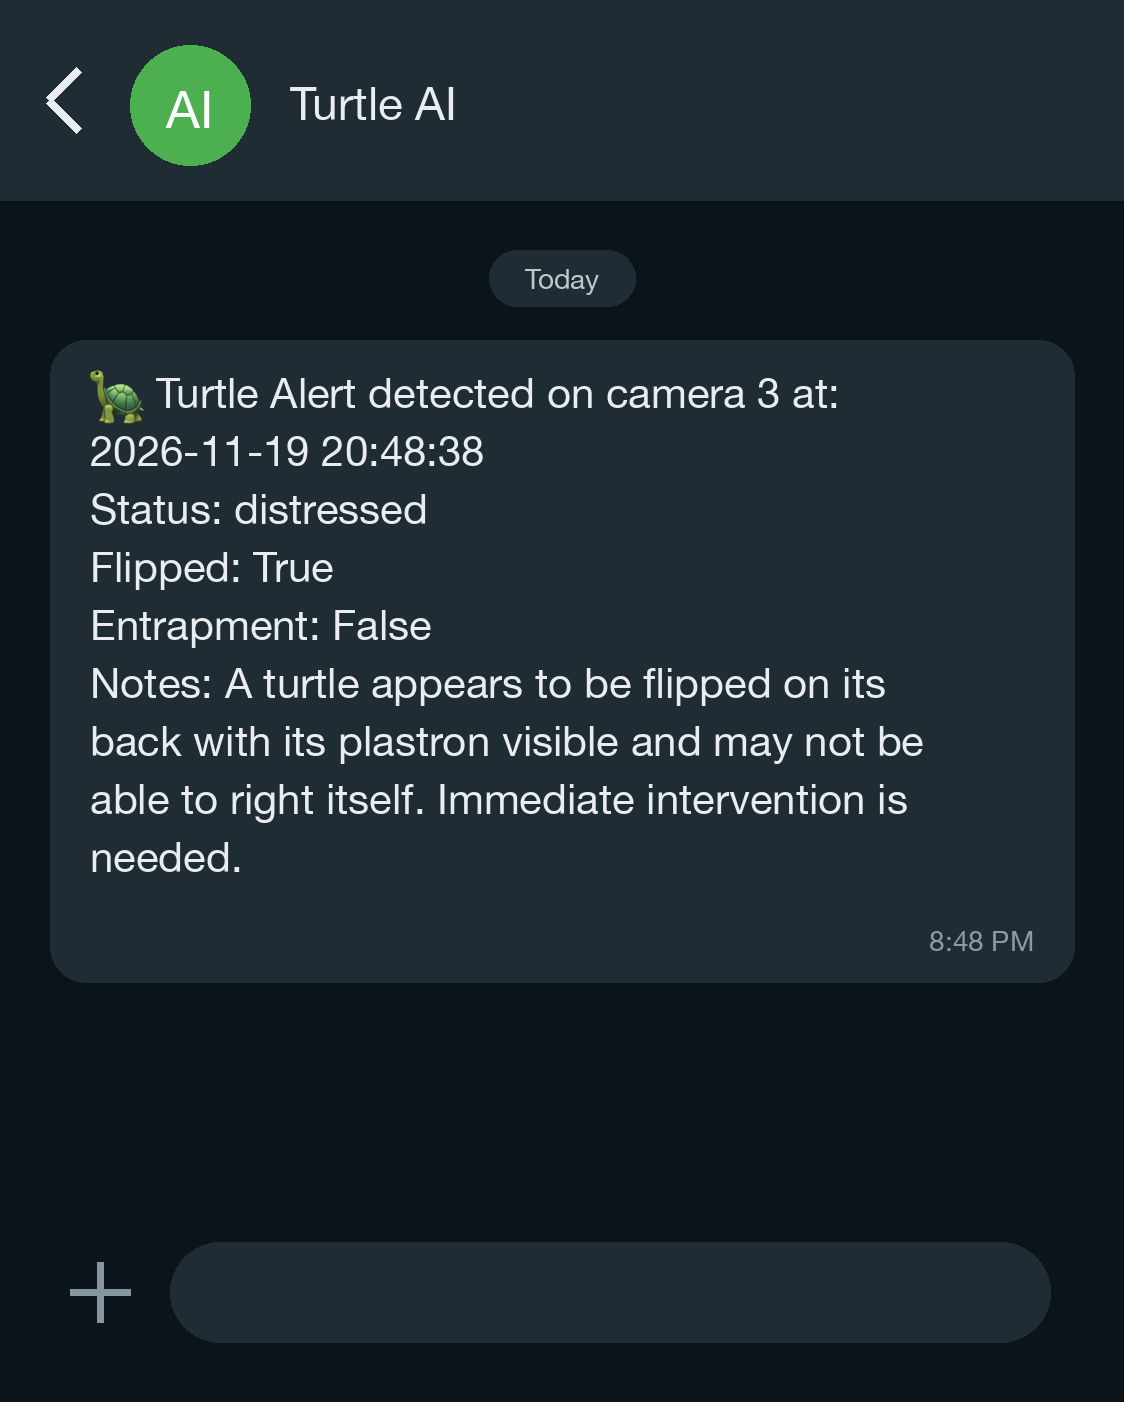 AI
Turtle AI
Today
🐢 Turtle Alert detected on camera 3 at:
2026-11-19 20:48:38
Status: distressed
Flipped: True
Entrapment: False
Notes: A turtle appears to be flipped on its
back with its plastron visible and may not be
able to right itself. Immediate intervention is
needed.
8:48 PM